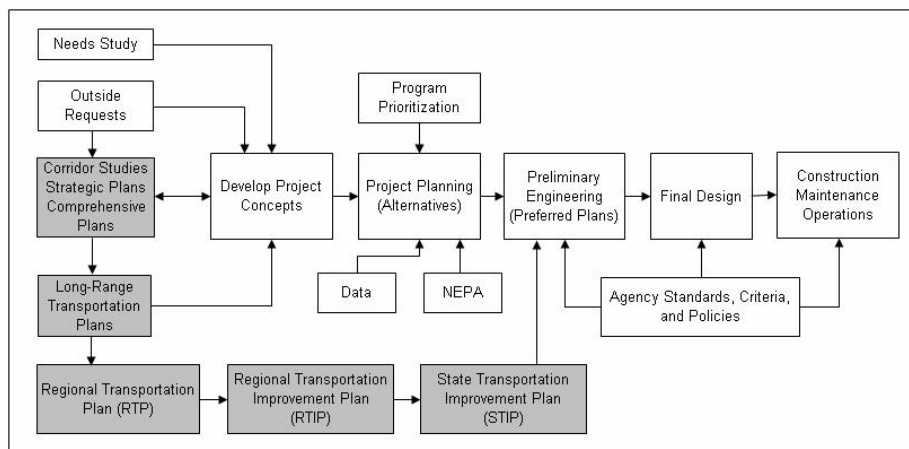 Needs Study
Outside
Requests
Program
Prioritization
Corridor Studies
Strategic Plans
Comprehensive
Plans
Develop Project
Concepts
Project Planning
(Alternatives)
Preliminary
Engineering
(Preferred Plans)
Final Design
Construction
Maintenance
Operations
Long-Range
Transportation
Plans
Data
NEPA
Agency Standards, Criteria,
and Policies
Regional Transportation
Plan (RTP)
Regional Transportation
Improvement Plan
(RTIP)
State Transportation
Improvement Plan
(STIP)